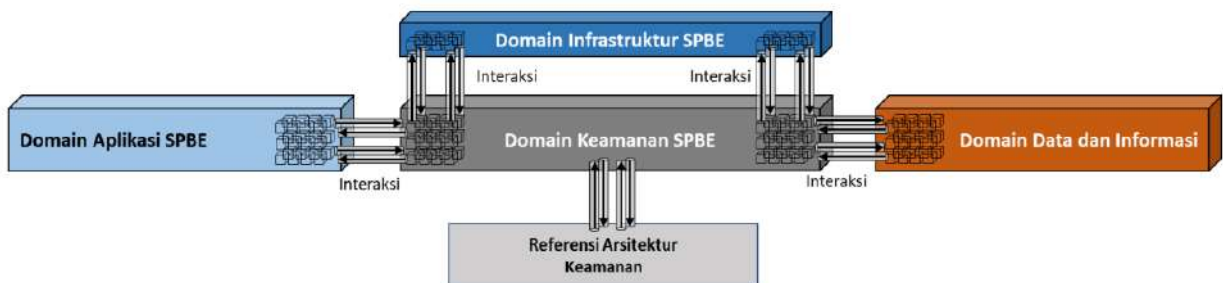 Domain Infrastruktur SPBE
Interaksi
Interaksi
Domain Aplikasi SPBE
Domain Keamanan SPBE
Domain Data dan Informasi
Interaksi
Interaksi
Referensi Arsitektur
Keamanan